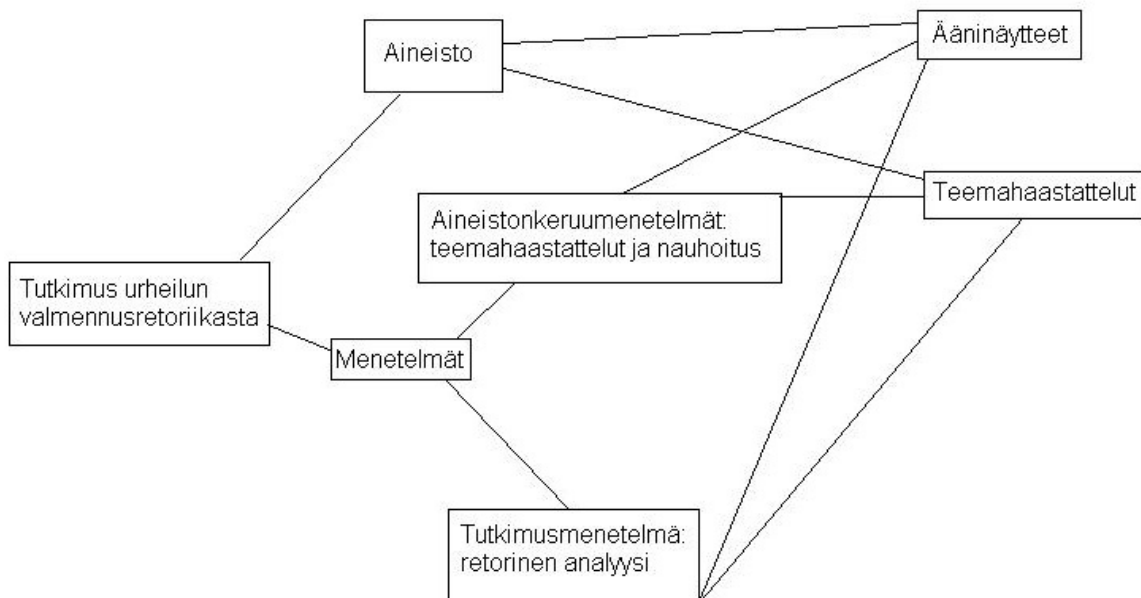 Aineisto
Ääninäytteet
Teemahaastattelut
Aineistonkeruumenetelmät:
teemahaastattelut ja nauhoitus
Tutkimus urheilun
valmennusretoriikasta
Menetelmät
Tutkimusmenetelmä:
retorinen analyysi